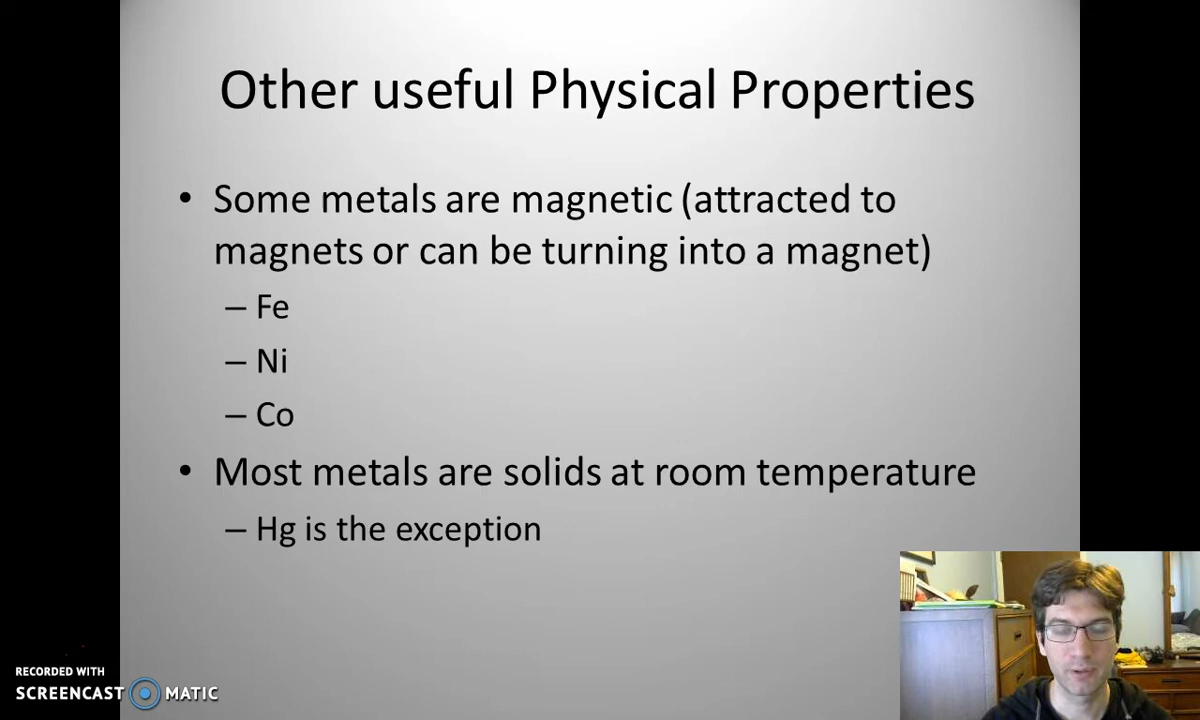 Other useful Physical Properties
• Some metals are magnetic (attracted to
magnets or can be turning into a magnet)
– Fe
– Ni
– Co
• Most metals are solids at room temperature
– Hg is the exception
RECORDED WITH
SCREENCAST MATIC